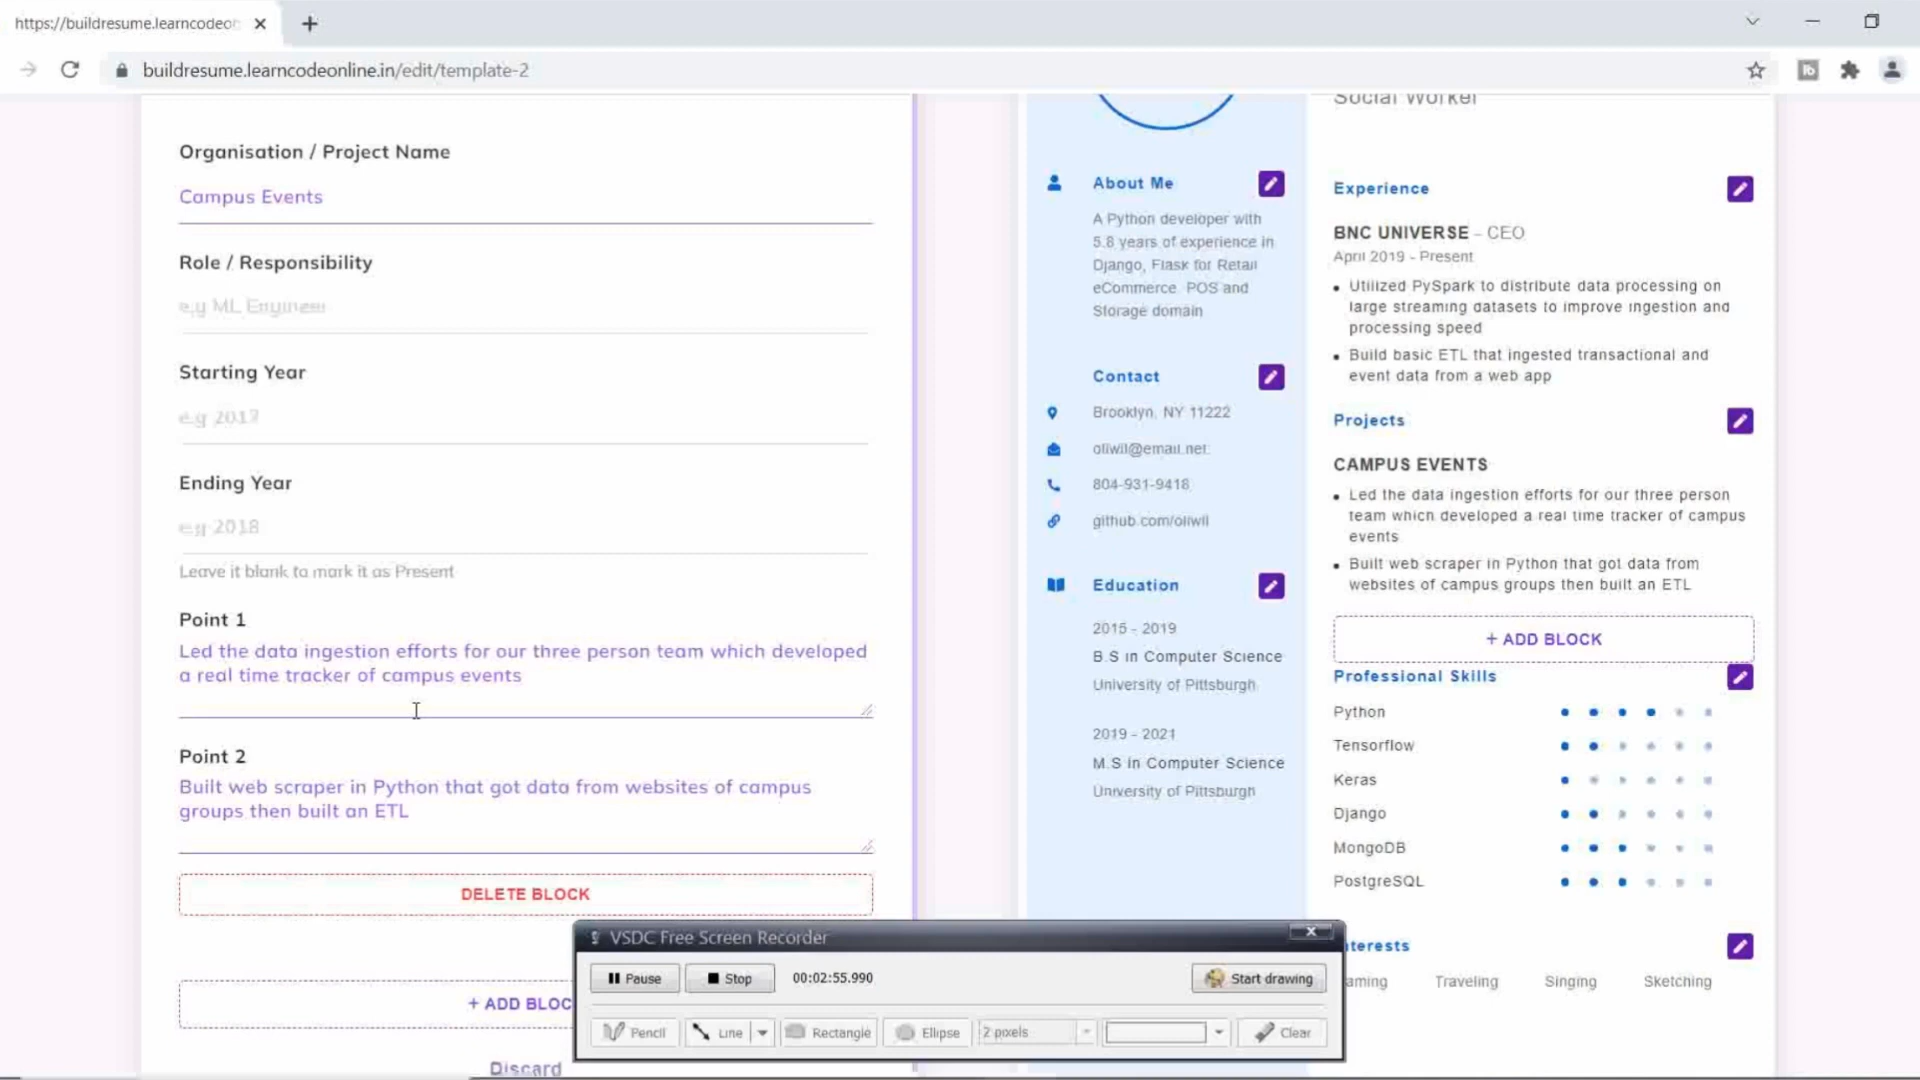 https://buildresume.learncodeon
buildresume.learncodeonline.in/edit/template-2
Organisation / Project Name
Campus Events
Role / Responsibility
e.g ML Engineer
Starting Year
e.g 2017
Ending Year
e.g 2018
Leave it blank to mark it as Present
Point 1
Led the data ingestion efforts for our three person team which developed
a real time tracker of campus events
Point 2
Built web scraper in Python that got data from websites of campus
groups then built an ETL
DELETE BLOCK
+ ADD BLOC
Discard
About Me
A Python developer with
5.8 years of experience in
Django, Flask for Retail
eCommerce. POS and
Storage domain
Contact
Brooklyn, NY 11222
oliwil@email.net
804-931-9418
github.com/oliwil
Education
2015 - 2019
B.S in Computer Science
University of Pittsburgh
2019 - 2021
M.S in Computer Science
University of Pittsburgh
Social Worker
Experience
BNC UNIVERSE - CEO
April 2019 - Present
Utilized PySpark to distribute data processing on
large streaming datasets to improve ingestion and
processing speed
Build basic ETL that ingested transactional and
event data from a web app
Projects
CAMPUS EVENTS
Led the data ingestion efforts for our three person
team which developed a real time tracker of campus
events
Built web scraper in Python that got data from
websites of campus groups then built an ETL
+ ADD BLOCK
Professional Skills
Python
Tensorflow
Keras
Django
MongoDB
PostgreSQL
terests
aming Traveling Singing Sketching
VSDC Free Screen Recorder
Pause Stop 00:02:55.990 Start drawing
Pencil Line Rectangle Ellipse 2 pixels Clear